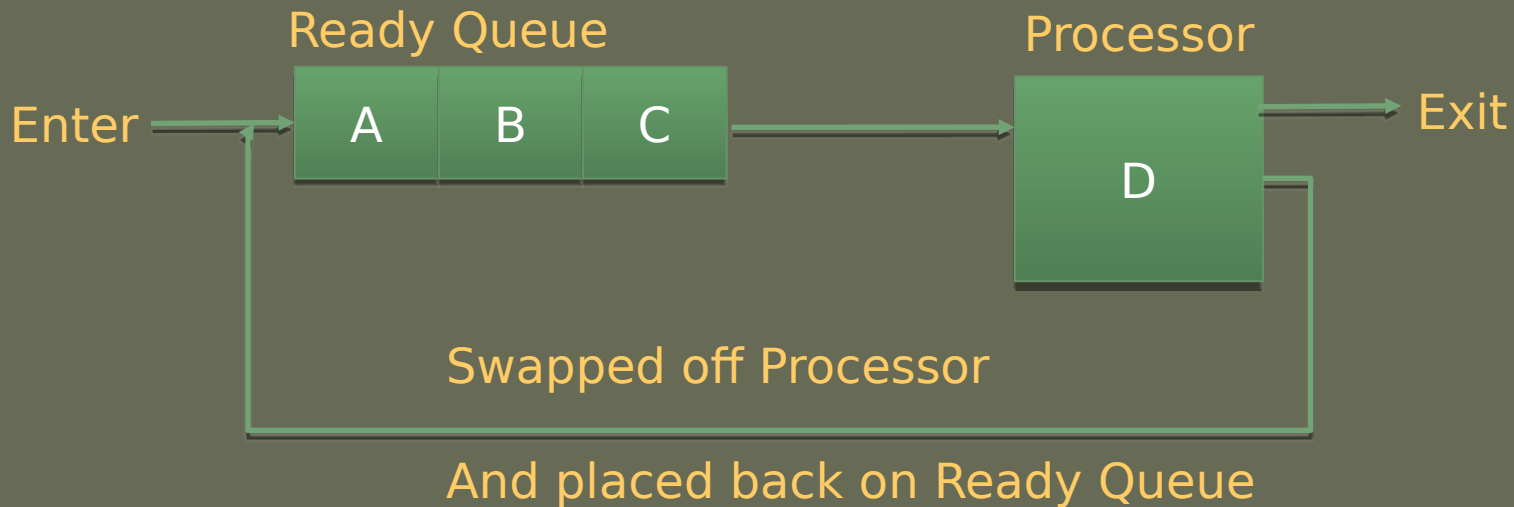 Ready Queue
Processor
Enter
A
B
C
D
Exit
Swapped off Processor
And placed back on Ready Queue